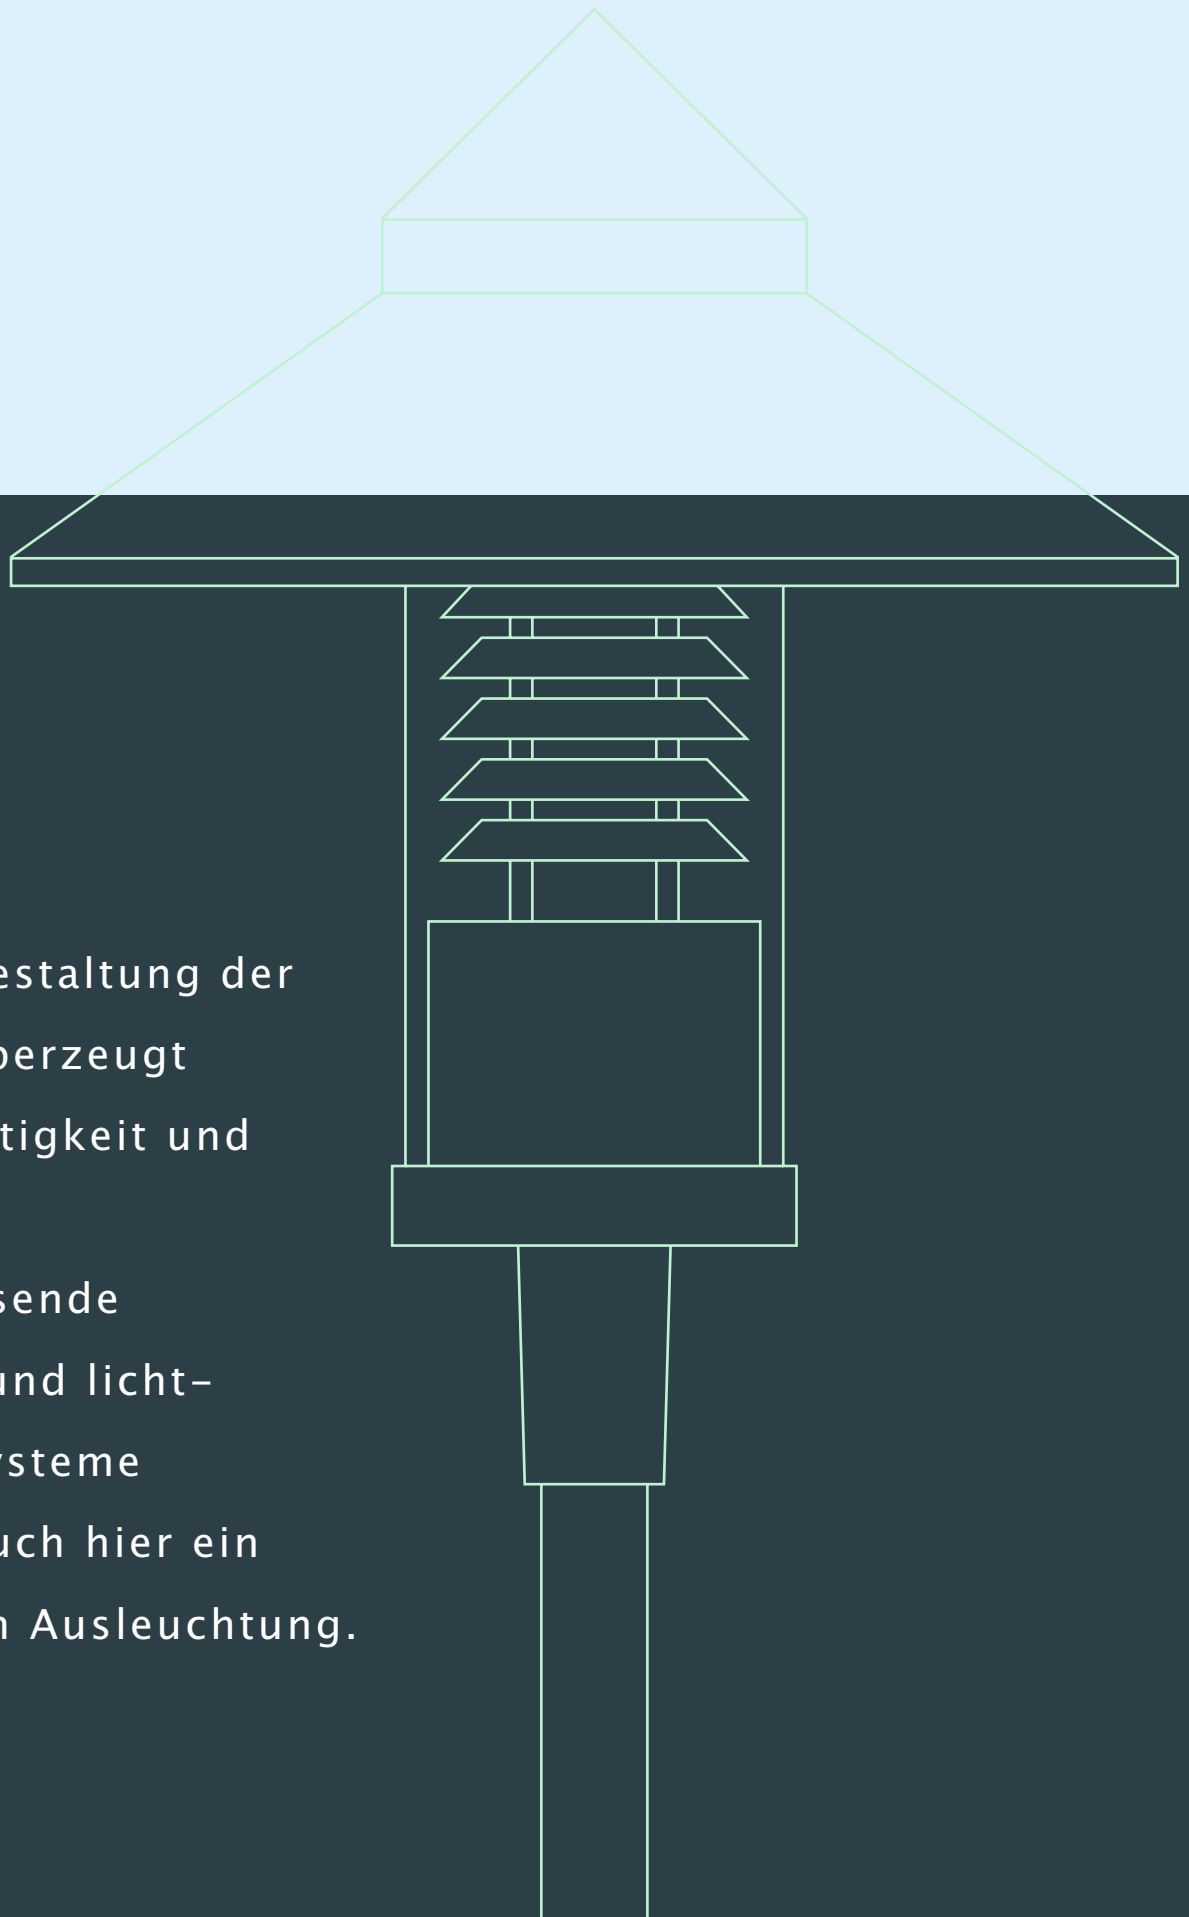 estaltung der
berzeugt
tigkeit und
sende
und licht–
ysteme
uch hier ein
n Ausleuchtung.